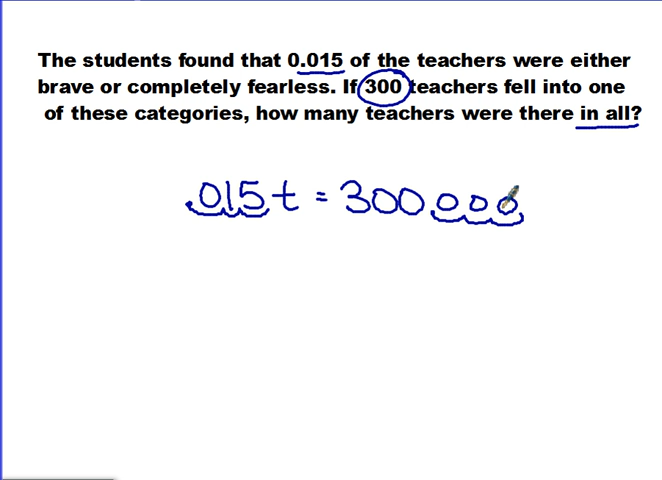 The students found that 0.015 of the teachers were either
brave or completely fearless. If 300 teachers fell into one
of these categories, how many teachers were there in all?
.015t = 300.000